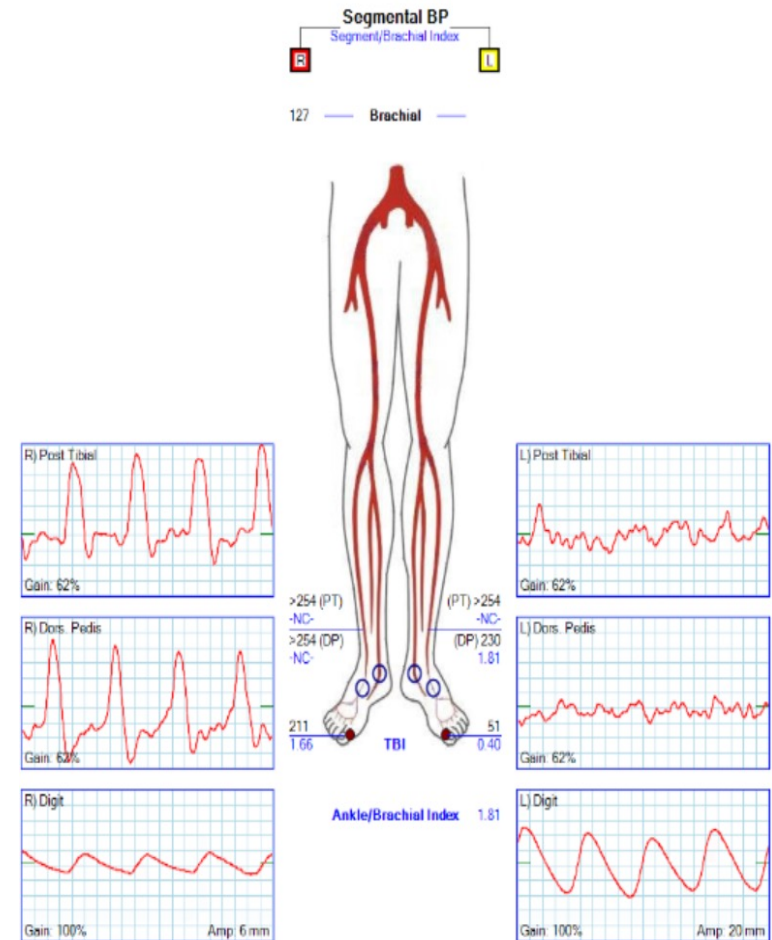 Segmental BP
Segment/Brachial Index
R L
127 Brachial
R) Post Tibial
Gain: 62%
L) Post Tibial
Gain: 62%
>254 (PT)
-NC-
>254 (DP)
-NC-
(PT) >254
-NC-
(DP) 230
1.81
R) Dors. Pedis
Gain: 62%
L) Dors. Pedis
Gain: 62%
211
1.66
TBI
51
0.40
R) Digit
Gain: 100% Amp: 6 mm
Ankle/Brachial Index 1.81
L) Digit
Gain: 100% Amp: 20 mm